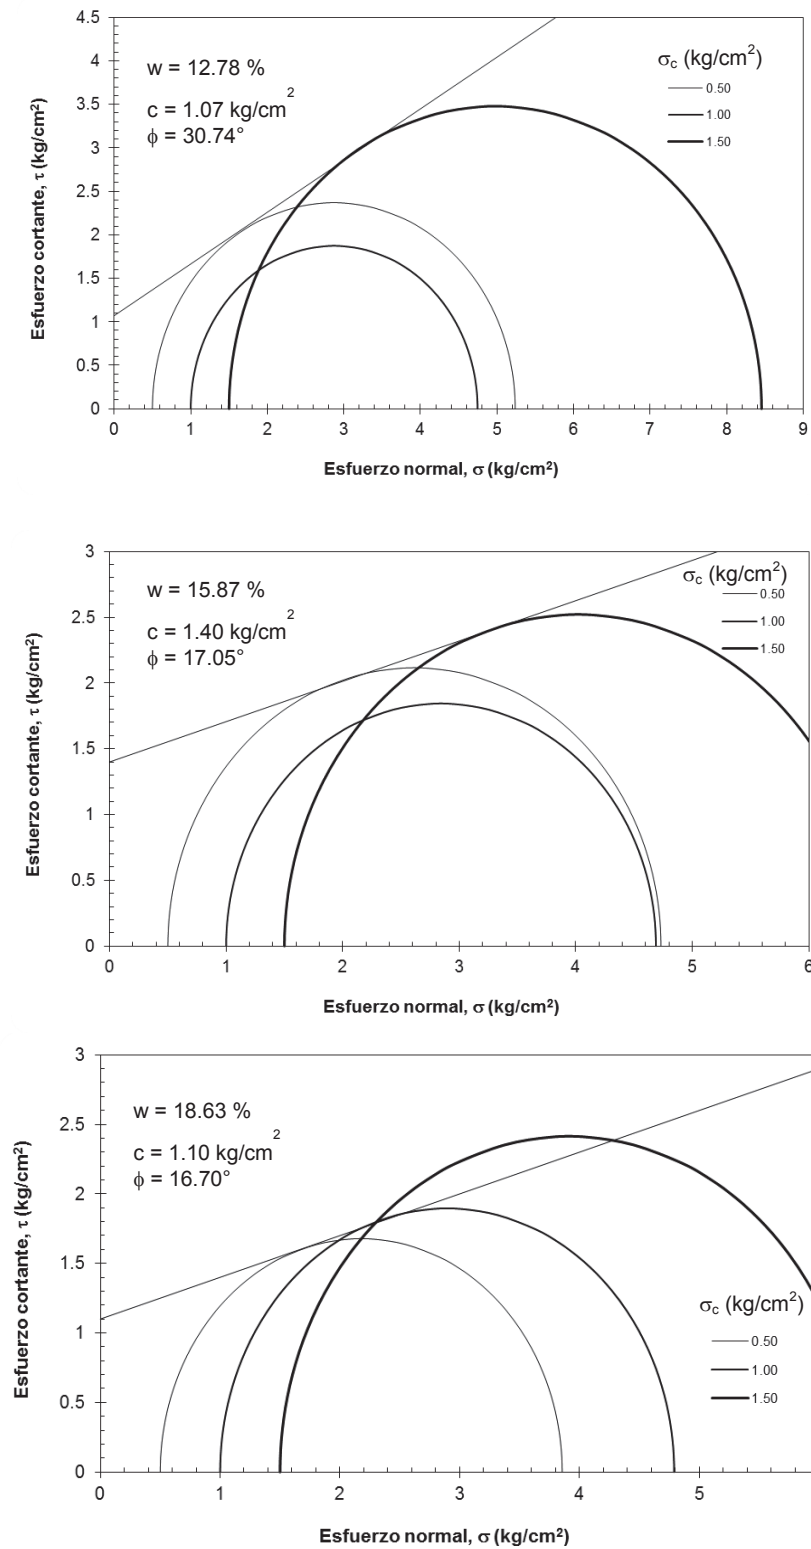 4.5
4
3.5
3
2.5
2
1.5
1
0.5
0
Esfuerzo cortante, τ (kg/cm²)
w = 12.78 %
c = 1.07 kg/cm²
ϕ = 30.74°
σc (kg/cm²)
0.50
1.00
1.50
0 1 2 3 4 5 6 7 8 9
Esfuerzo normal, σ (kg/cm²)
3
2.5
2
1.5
1
0.5
0
Esfuerzo cortante, τ (kg/cm²)
w = 15.87 %
c = 1.40 kg/cm²
ϕ = 17.05°
σc (kg/cm²)
0.50
1.00
1.50
0 1 2 3 4 5 6
Esfuerzo normal, σ (kg/cm²)
3
2.5
2
1.5
1
0.5
0
Esfuerzo cortante, τ (kg/cm²)
w = 18.63 %
c = 1.10 kg/cm²
ϕ = 16.70°
σc (kg/cm²)
0.50
1.00
1.50
0 1 2 3 4 5
Esfuerzo normal, σ (kg/cm²)